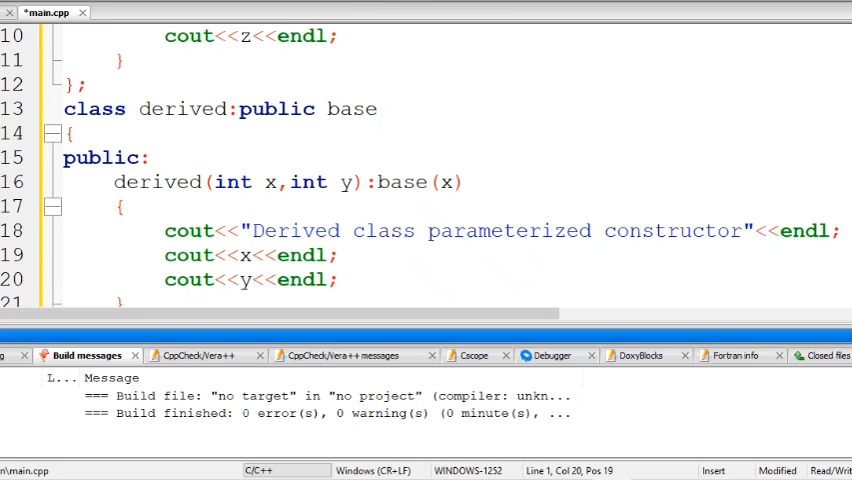 *main.cpp
10 cout<<z<<endl;
11 }
12 };
13 class derived:public base
14 {
15 public:
16 derived(int x,int y):base(x)
17 {
18 cout<<"Derived class parameterized constructor"<<endl;
19 cout<<x<<endl;
20 cout<<y<<endl;
21 }
g Build messages CppCheck/Vera++ CppCheck/Vera++ messages Cscope Debugger DoxyBlocks Fortran info Closed files
L... Message
=== Build file: "no target" in "no project" (compiler: unkn...
=== Build finished: 0 error(s), 0 warning(s) (0 minute(s), ...
n\main.cpp C/C++ Windows (CR+LF) WINDOWS-1252 Line 1, Col 20, Pos 19 Insert Modified Read/Writ